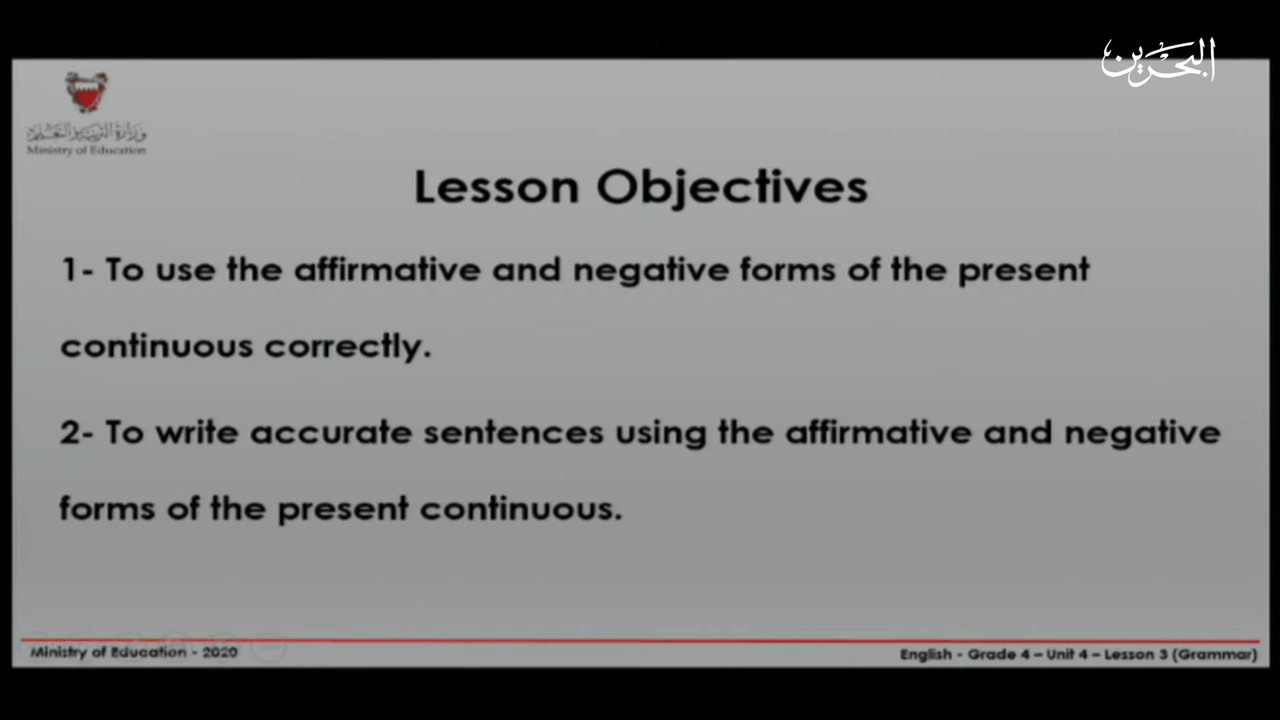 البحرين
وزارة التربية والتعليم
Ministry of Education
Lesson Objectives
1- To use the affirmative and negative forms of the present
continuous correctly.
2- To write accurate sentences using the affirmative and negative
forms of the present continuous.
Ministry of Education - 2020
English - Grade 4 – Unit 4 – Lesson 3 (Grammar)